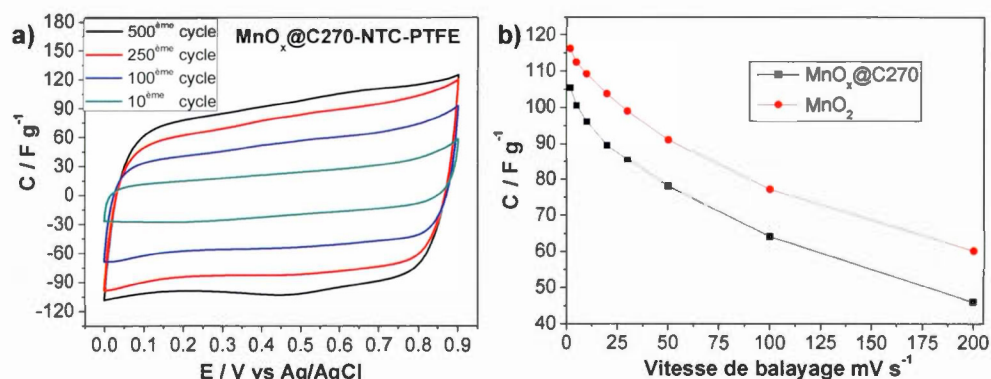 a)
180
150
120
90
60
30
0
-30
-60
-90
-120
C / F g⁻¹
500ème cycle
250ème cycle
100ème cycle
10ème cycle
MnOₓ@C270-NTC-PTFE
0.0 0.1 0.2 0.3 0.4 0.5 0.6 0.7 0.8 0.9
E / V vs Ag/AgCl
b)
120
110
100
90
80
70
60
50
40
C / F g⁻¹
MnOₓ@C270
MnO₂
0 25 50 75 100 125 150 175 200
Vitesse de balayage mV s⁻¹